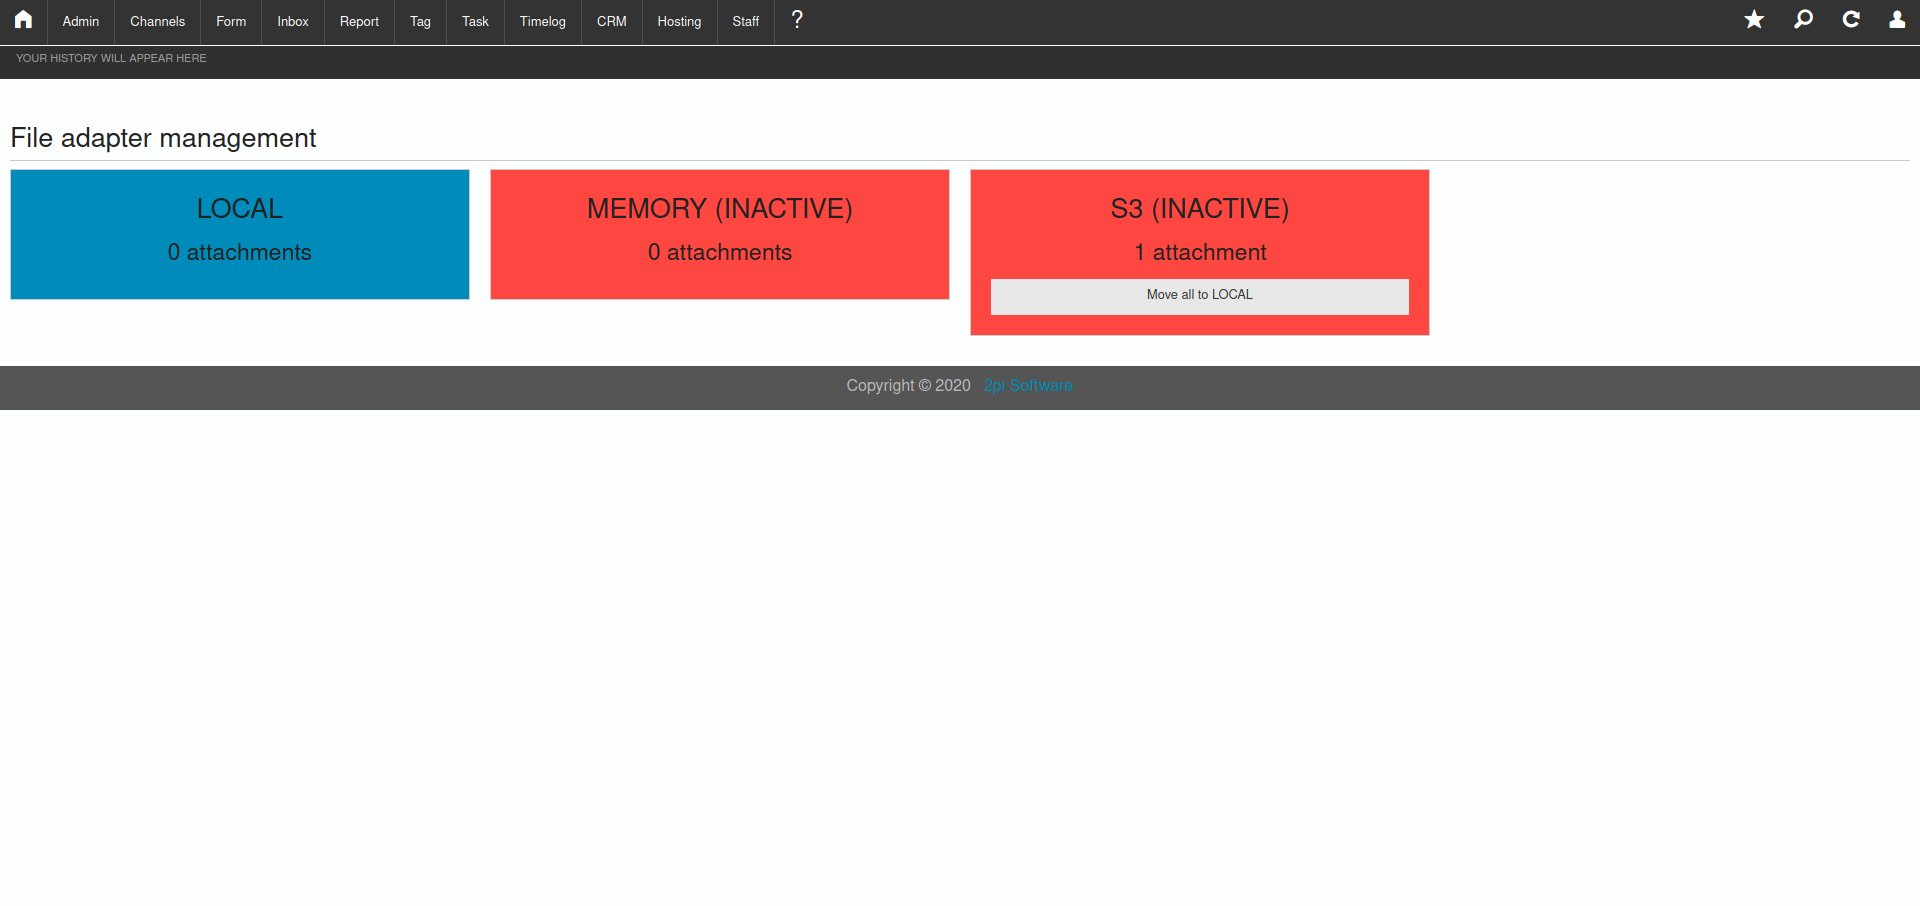 Admin Channels Form Inbox Report Tag Task Timelog CRM Hosting Staff ?
YOUR HISTORY WILL APPEAR HERE
File adapter management
LOCAL
0 attachments
MEMORY (INACTIVE)
0 attachments
S3 (INACTIVE)
1 attachment
Move all to LOCAL
Copyright © 2020 2pi Software